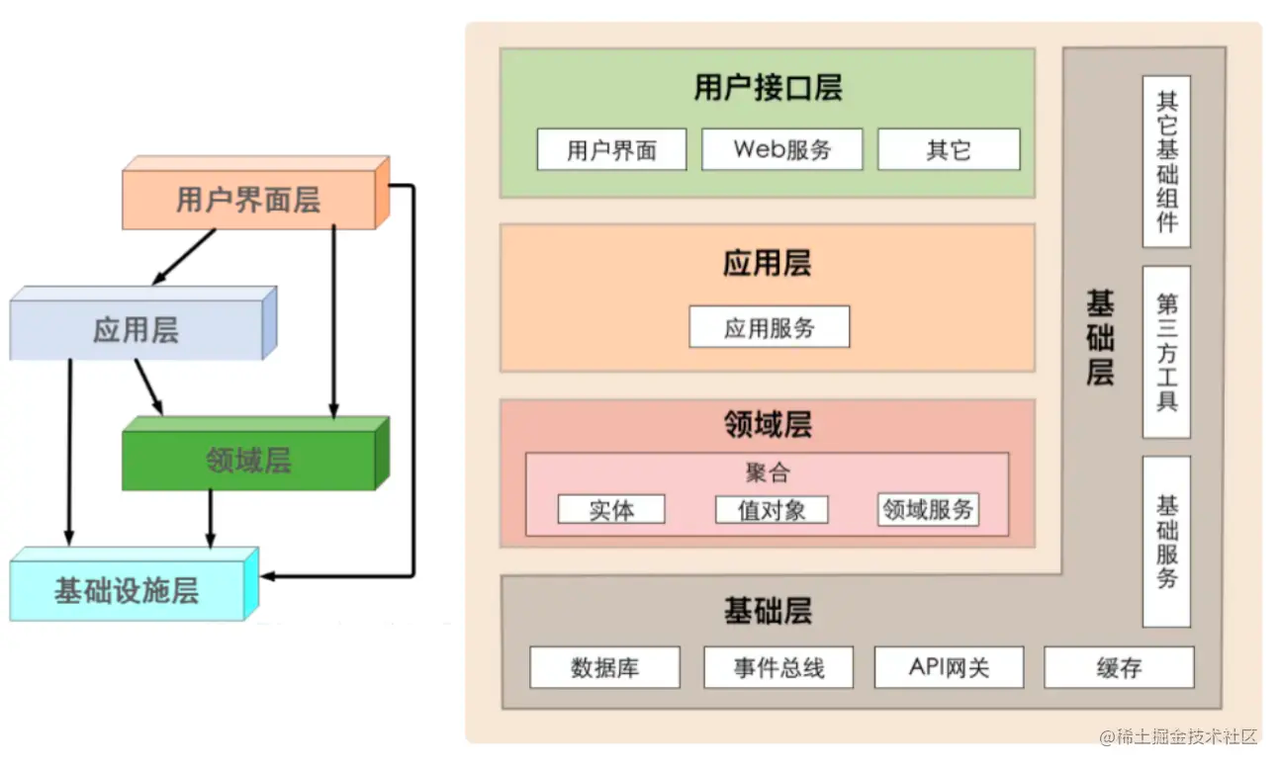 用户界面层
应用层
领域层
基础设施层
用户接口层
用户界面
Web服务
其它
应用层
应用服务
领域层
聚合
实体
值对象
领域服务
基础层
数据库
事件总线
API网关
缓存
基础层
其它基础组件
第三方工具
基础服务
@稀土掘金技术社区